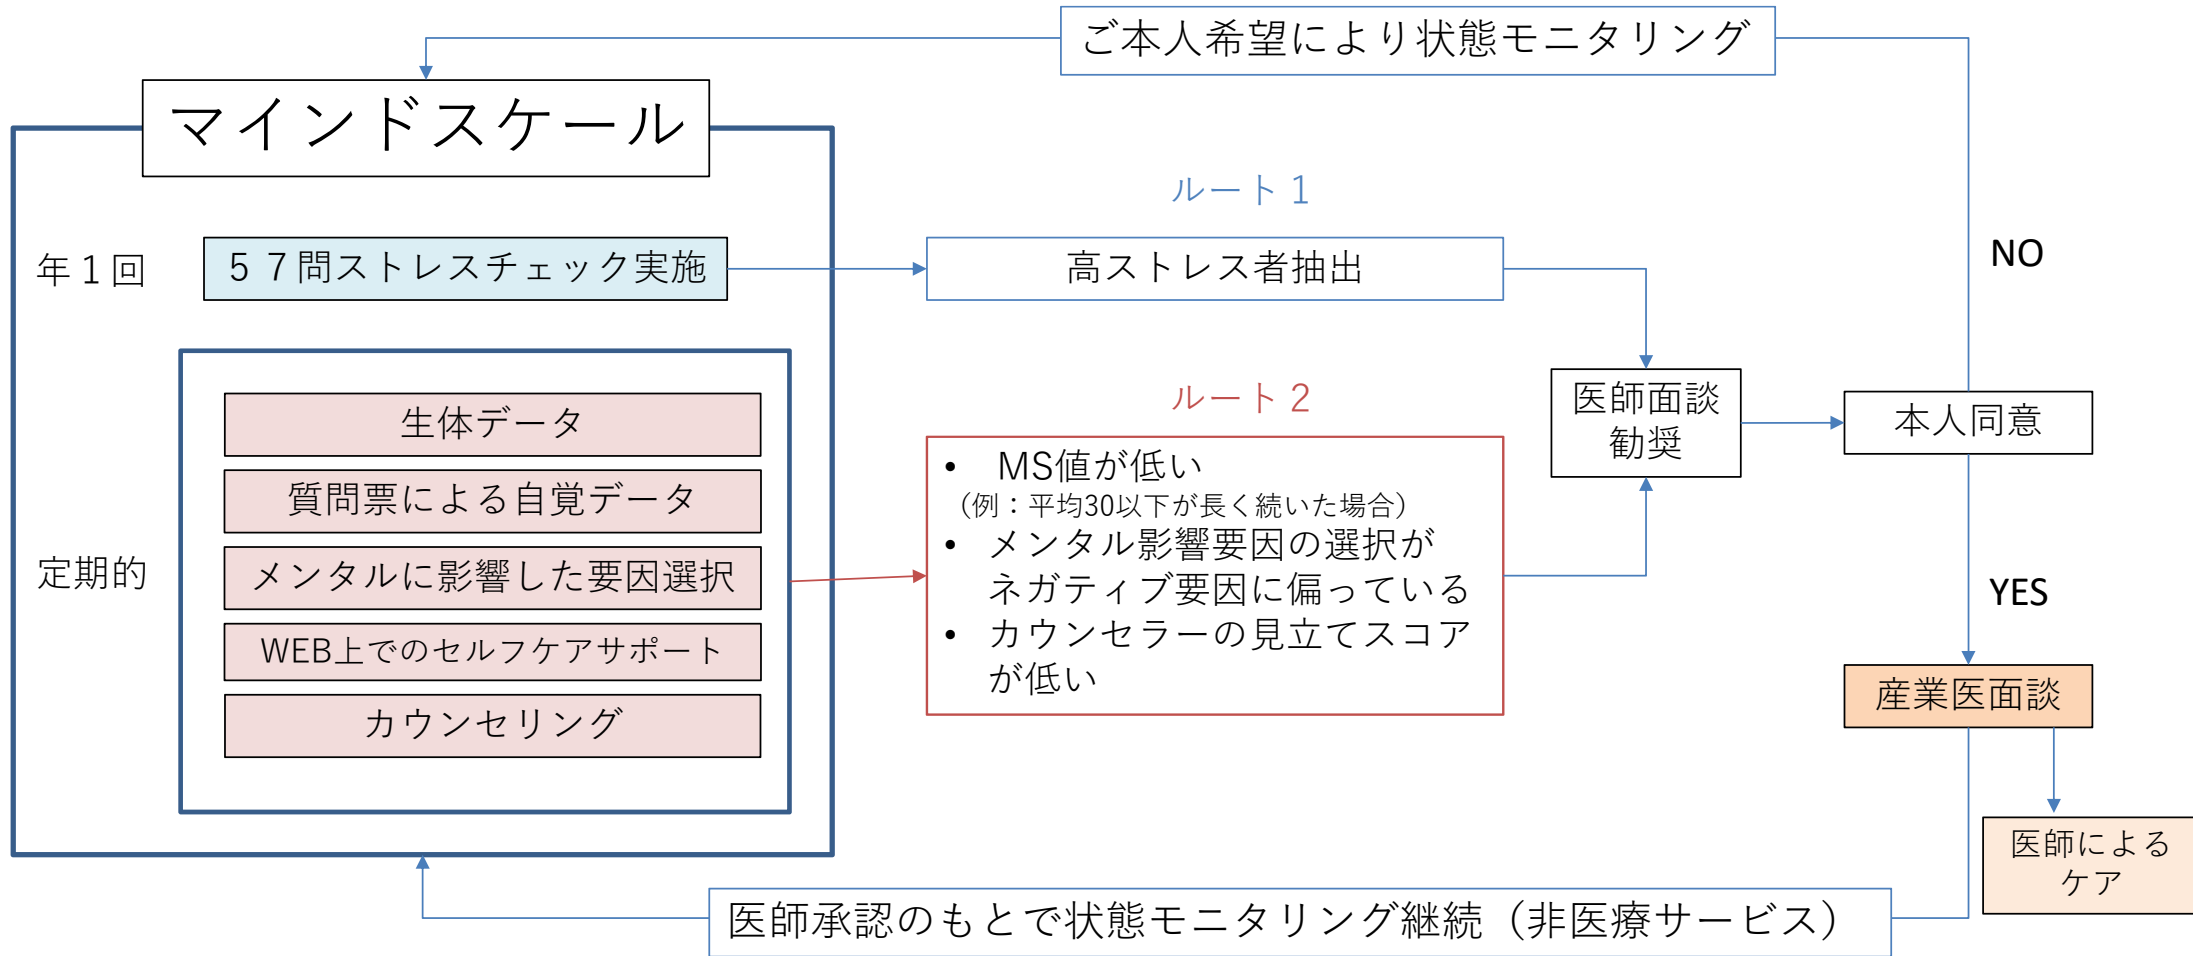 ご本人希望により状態モニタリング
マインドスケール
ルート１
年１回
５７問ストレスチェック実施
高ストレス者抽出
NO
定期的
生体データ
質問票による自覚データ
メンタルに影響した要因選択
WEB上でのセルフケアサポート
カウンセリング
ルート２
• MS値が低い
（例：平均30以下が長く続いた場合）
• メンタル影響要因の選択が
ネガティブ要因に偏っている
• カウンセラーの見立てスコア
が低い
医師面談
勧奨
本人同意
YES
産業医面談
医師による
ケア
医師承認のもとで状態モニタリング継続（非医療サービス）